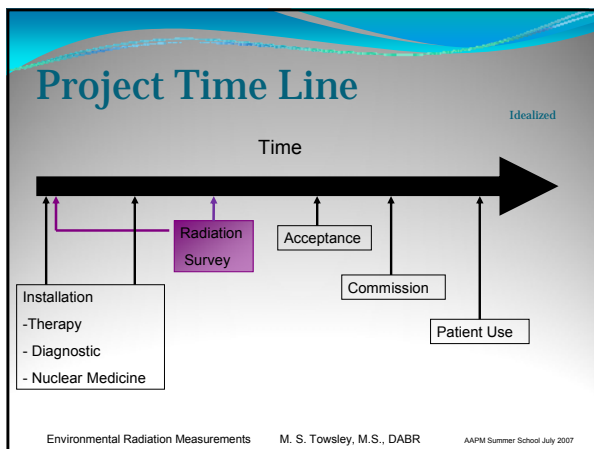 Project Time Line
Idealized
Time
Radiation
Survey
Acceptance
Commission
Installation
-Therapy
- Diagnostic
- Nuclear Medicine
Patient Use
Environmental Radiation Measurements M. S. Towsley, M.S., DABR AAPM Summer School July 2007